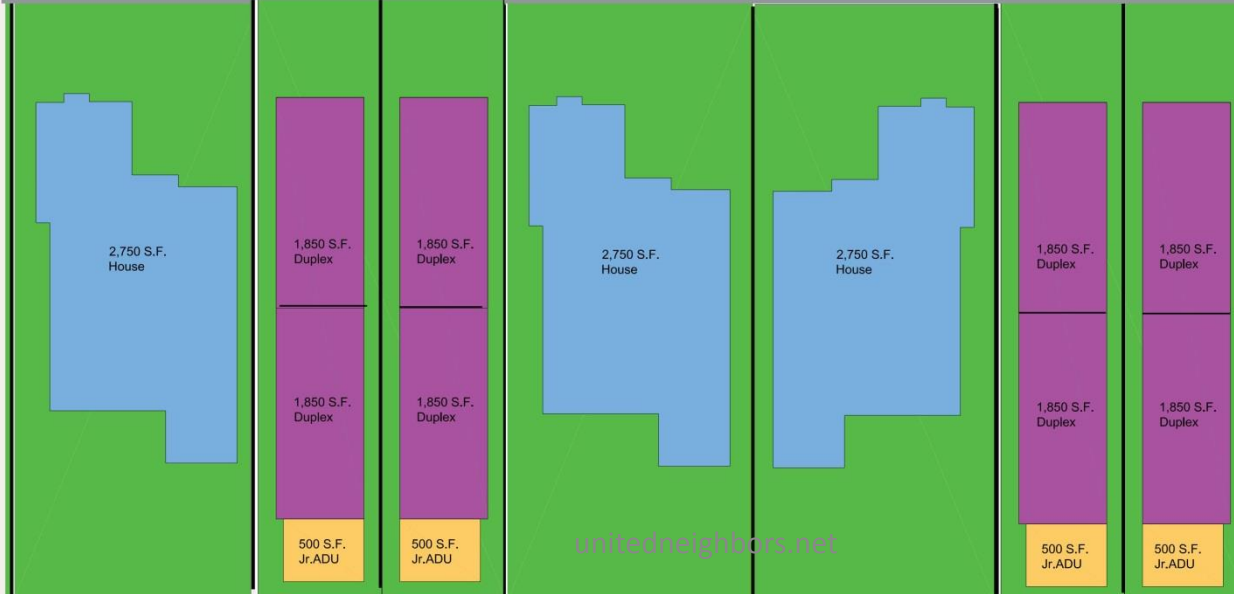 2,750 S.F.
House
1,850 S.F.
Duplex
1,850 S.F.
Duplex
2,750 S.F.
House
2,750 S.F.
House
1,850 S.F.
Duplex
1,850 S.F.
Duplex
1,850 S.F.
Duplex
1,850 S.F.
Duplex
1,850 S.F.
Duplex
1,850 S.F.
Duplex
500 S.F.
Jr.ADU
500 S.F.
Jr.ADU
unitedneighbors.net
500 S.F.
Jr.ADU
500 S.F.
Jr.ADU